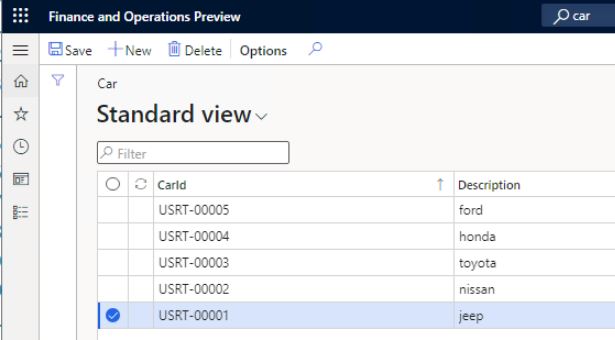 Finance and Operations Preview car
Save New Delete Options
Car
Standard view
Filter
CarId Description
USRT-00005 ford
USRT-00004 honda
USRT-00003 toyota
USRT-00002 nissan
USRT-00001 jeep